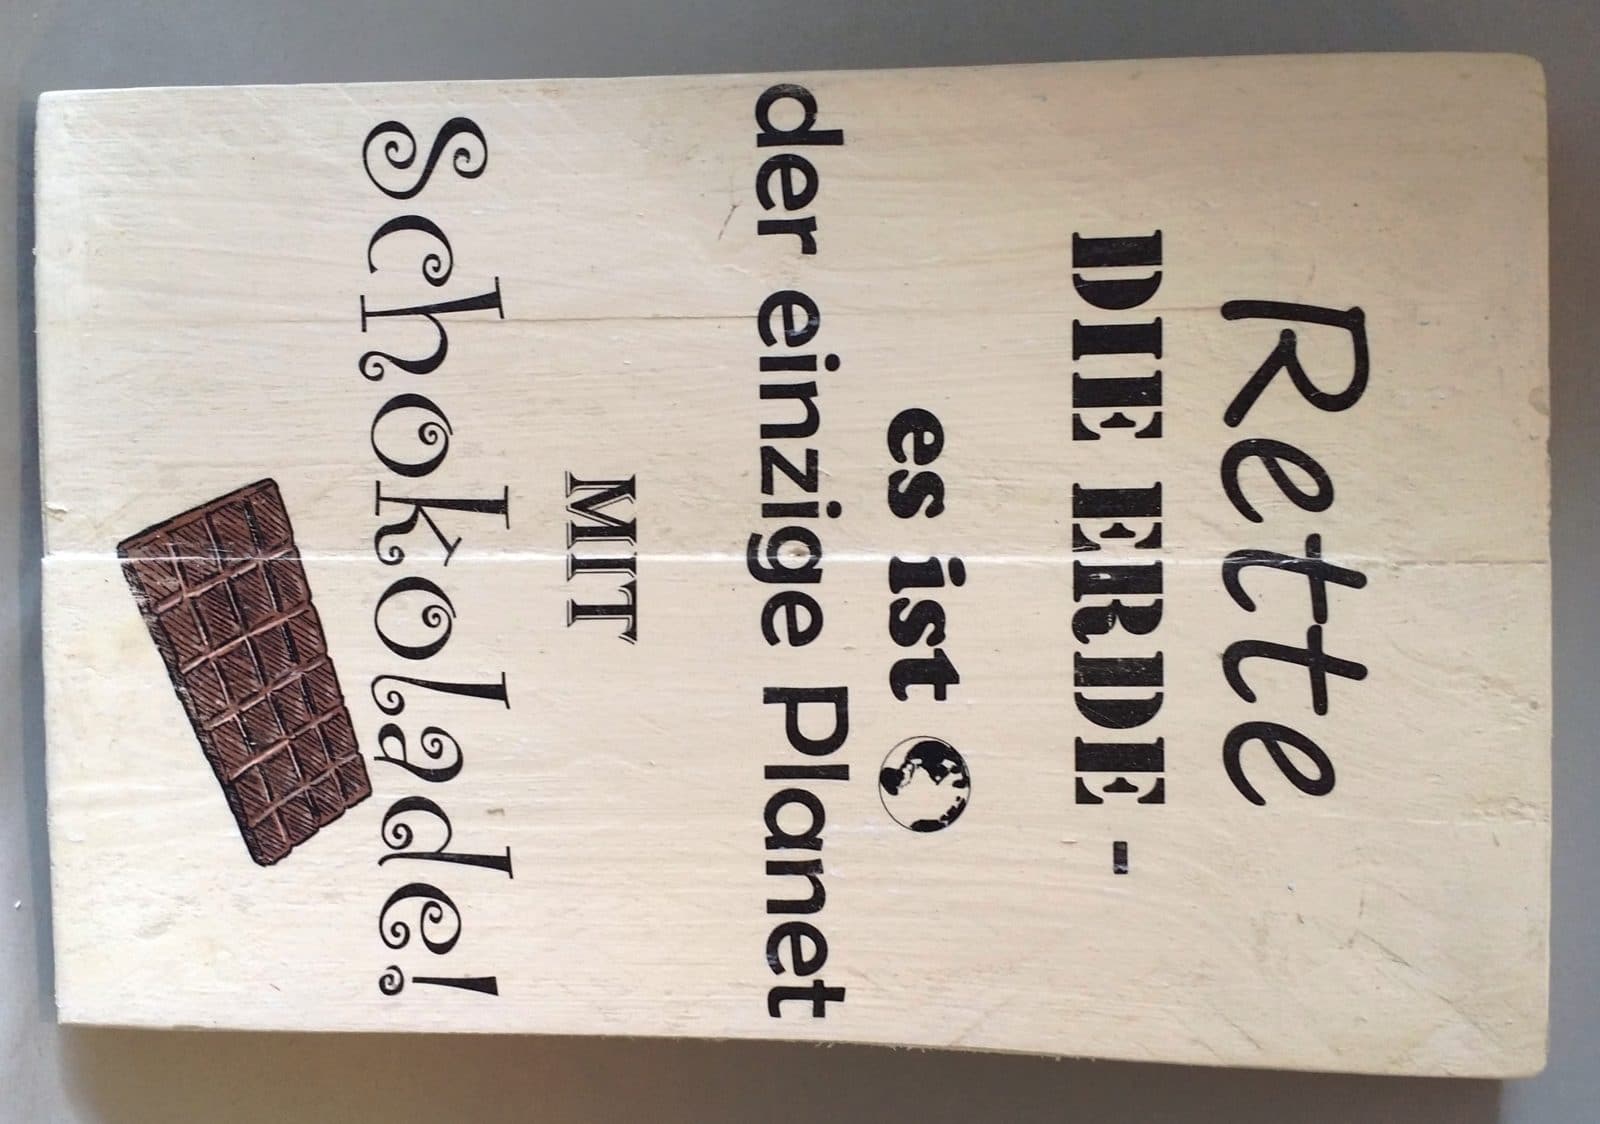 Rette
DIE ERDE -
es ist
der einzige Planet
MIT
Schokolade!